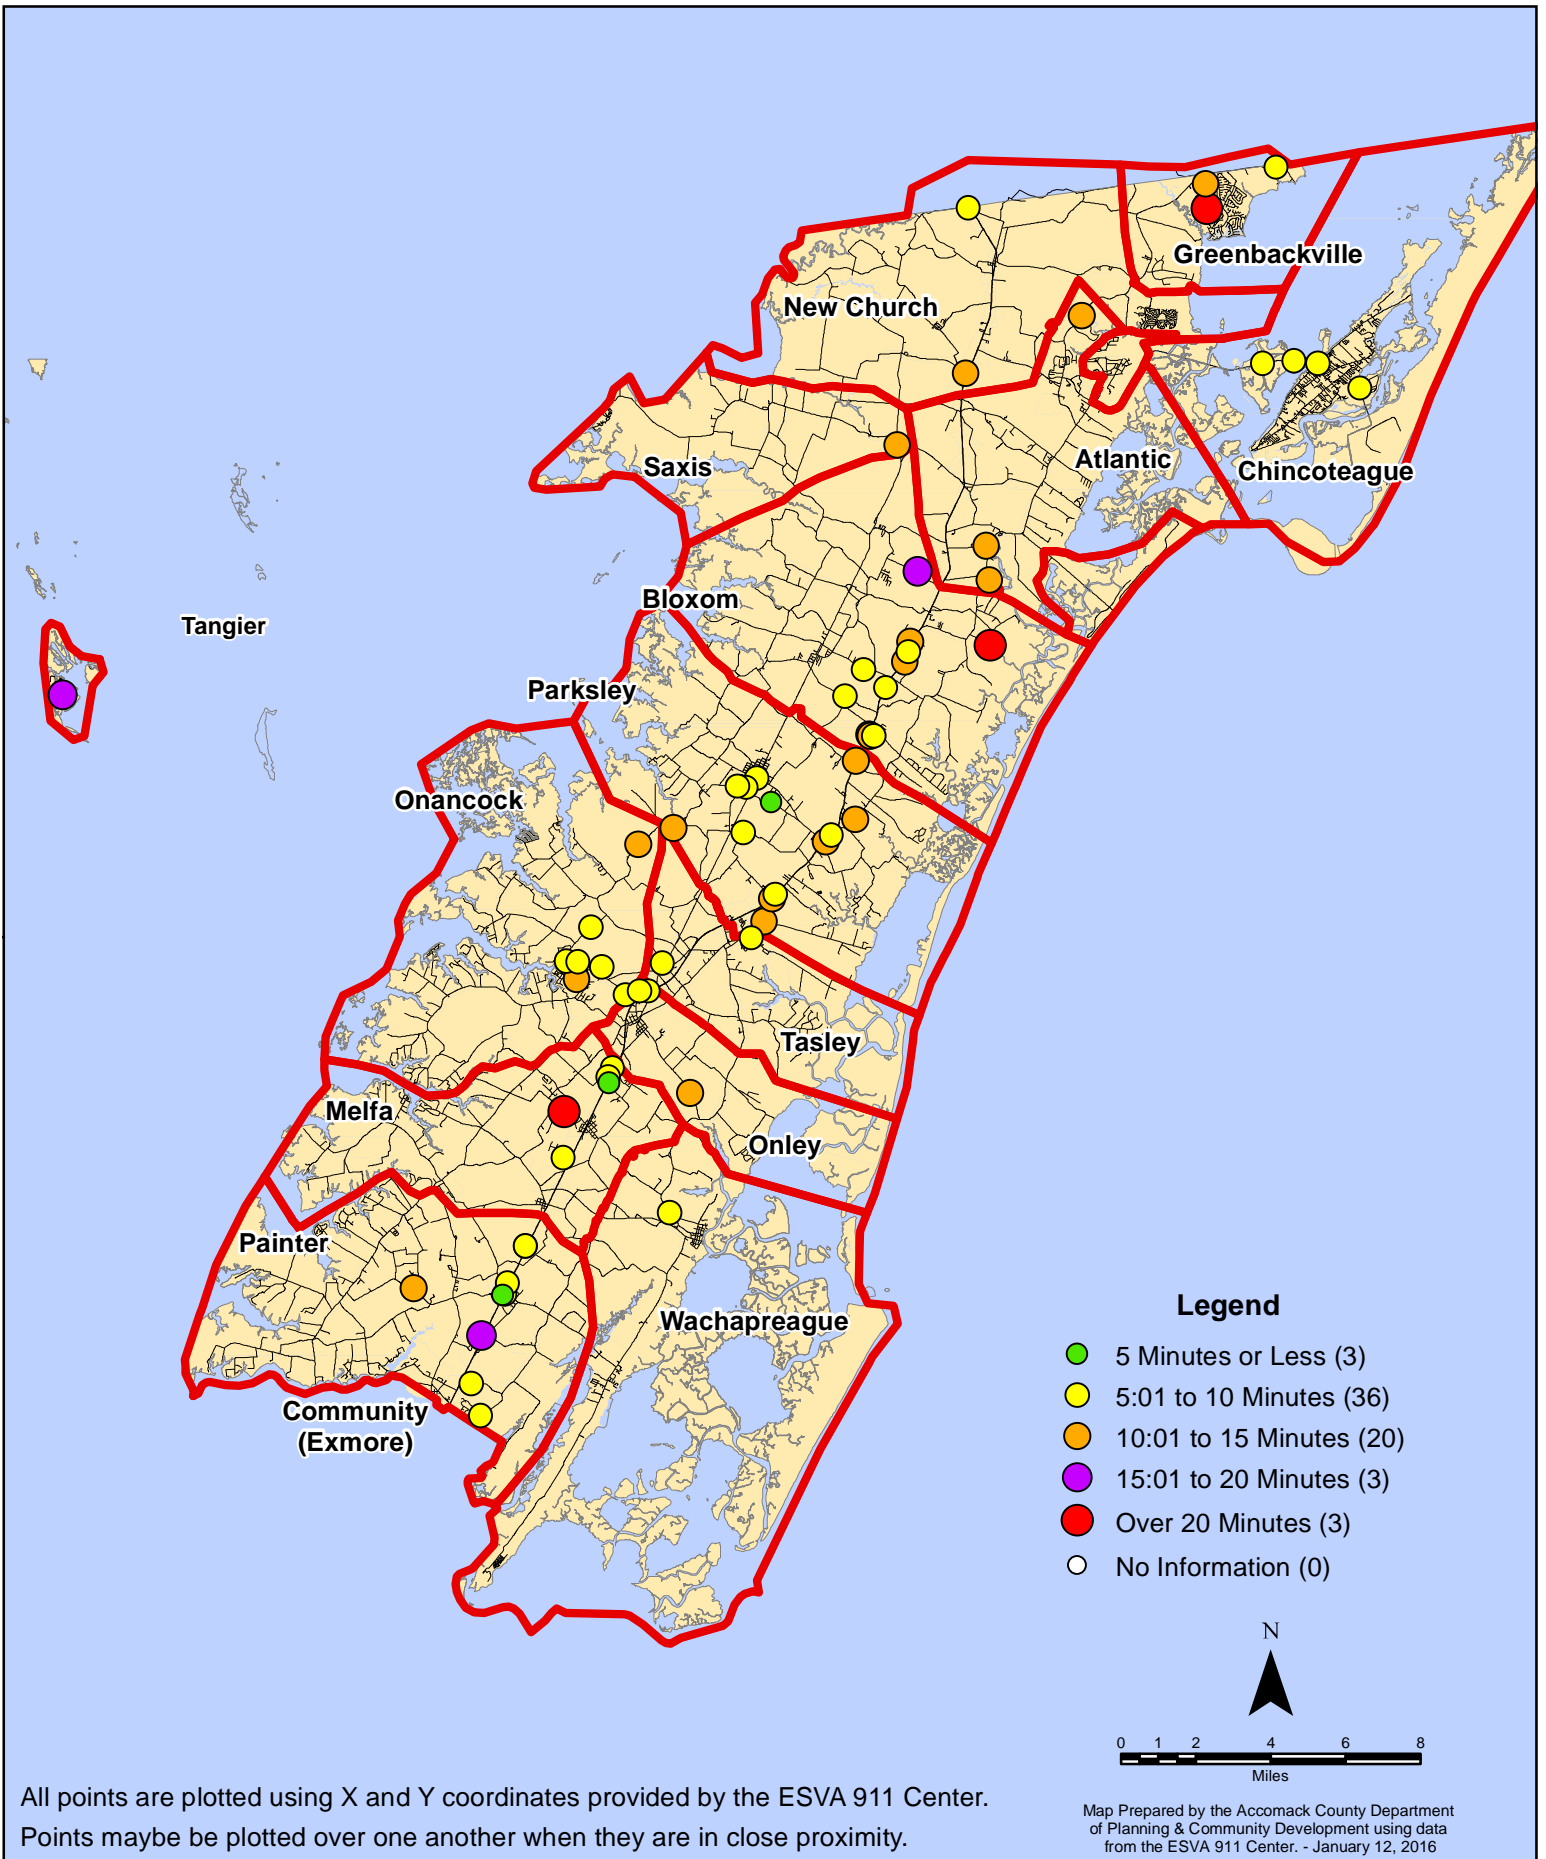 Greenbackville
New Church
Saxis
Atlantic
Chincoteague
Bloxom
Tangier
Parksley
Onancock
Tasley
Melfa
Onley
Painter
Wachapreague
Community
(Exmore)
Legend
5 Minutes or Less (3)
5:01 to 10 Minutes (36)
10:01 to 15 Minutes (20)
15:01 to 20 Minutes (3)
Over 20 Minutes (3)
No Information (0)
N
0 1 2 4 6 8
Miles
All points are plotted using X and Y coordinates provided by the ESVA 911 Center.
Points maybe be plotted over one another when they are in close proximity.
Map Prepared by the Accomack County Department
of Planning & Community Development using data
from the ESVA 911 Center. - January 12, 2016